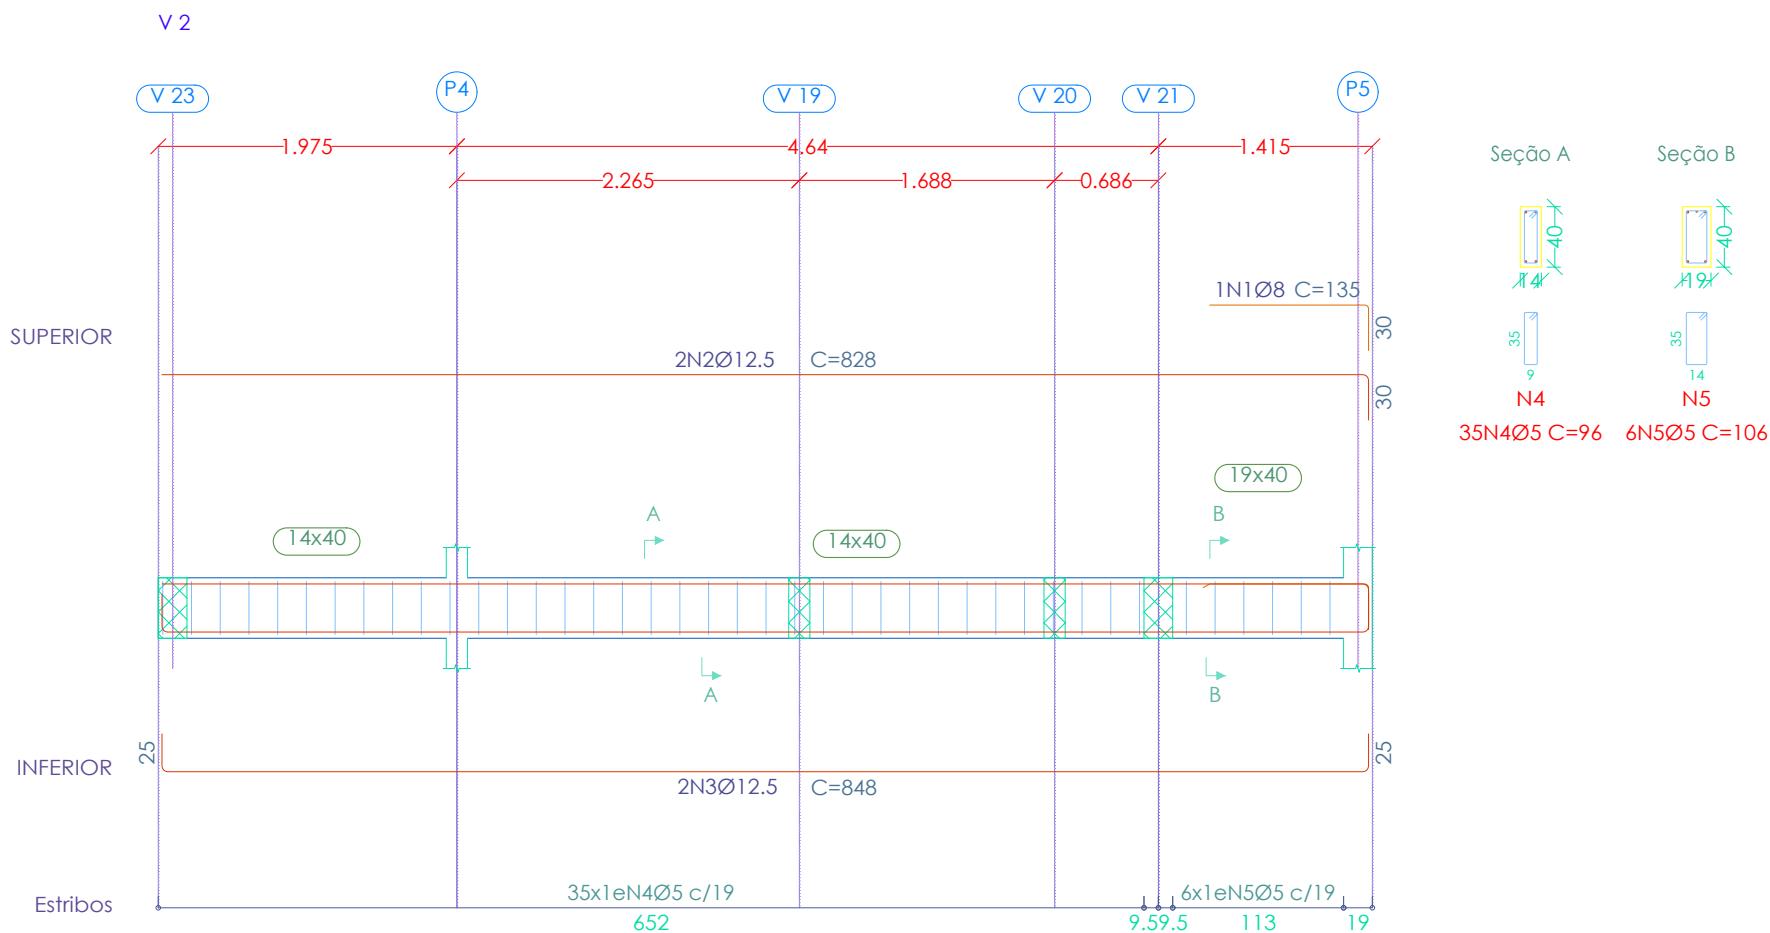 V 2
V 23
P4
V 19
V 20
V 21
P5
1.975
4.64
1.415
2.265
1.688
0.686
Seção A
Seção B
40
14
40
19
35
9
35
14
N4
N5
35N4Ø5 C=96
6N5Ø5 C=106
1N1Ø8 C=135
30
SUPERIOR
2N2Ø12.5 C=828
30
19x40
14x40
A
14x40
B
A
B
25
25
INFERIOR
2N3Ø12.5 C=848
Estribos
35x1eN4Ø5 c/19
6x1eN5Ø5 c/19
652
9.5
9.5
113
19